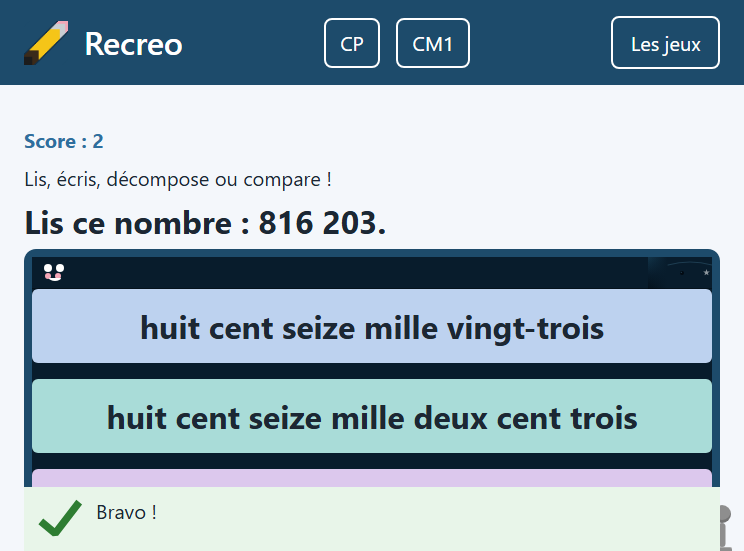 Recreo
CP
CM1
Les jeux
Score : 2
Lis, écris, décompose ou compare !
Lis ce nombre : 816 203.
huit cent seize mille vingt-trois
huit cent seize mille deux cent trois
Bravo !